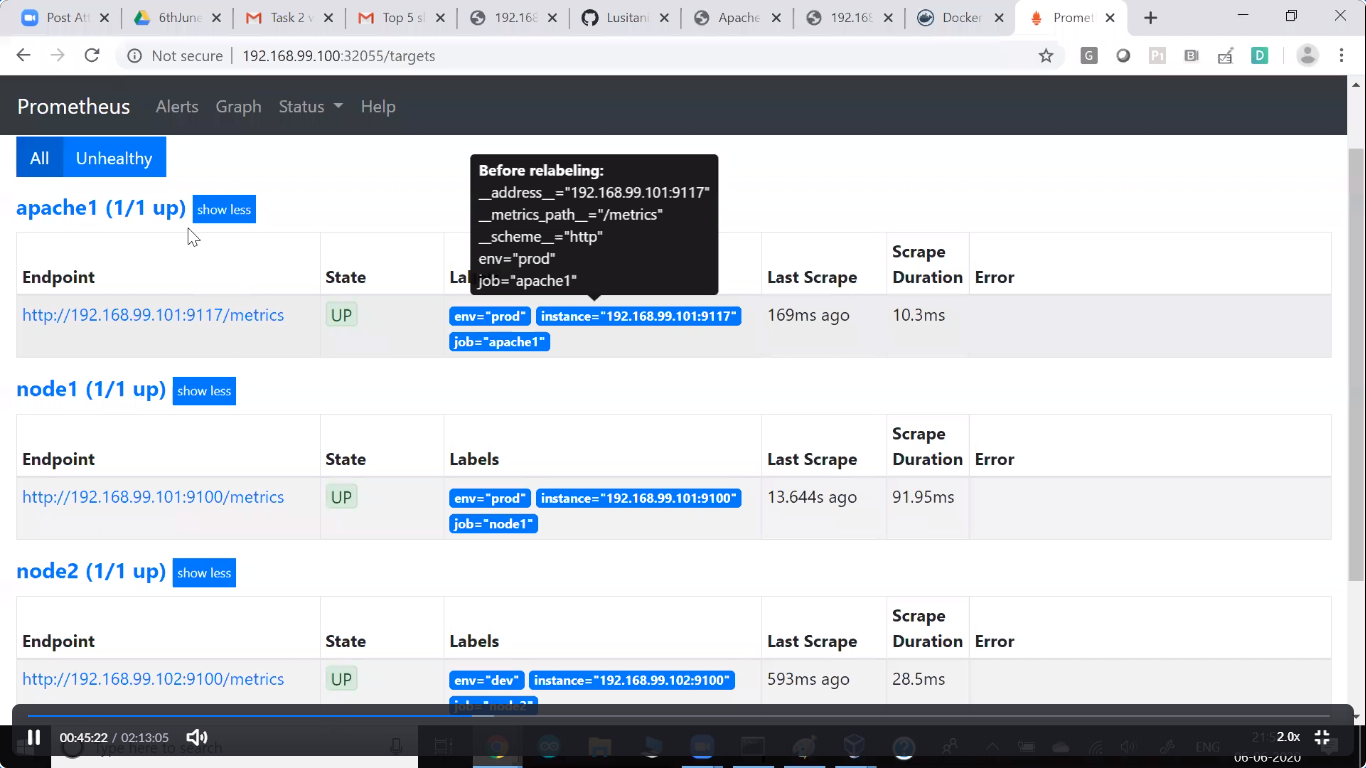 Post Att
6thJune
Task 2 v
Top 5 sk
192.168
Lusitani
Apache
192.168
Docker
Promet
Not secure
192.168.99.100:32055/targets
Prometheus Alerts Graph Status Help
All Unhealthy
Before relabeling:
__address__="192.168.99.101:9117"
__metrics_path__="/metrics"
__scheme__="http"
env="prod"
job="apache1"
apache1 (1/1 up) show less
Endpoint State La Last Scrape Scrape Duration Error
http://192.168.99.101:9117/metrics UP env="prod" instance="192.168.99.101:9117" 169ms ago 10.3ms
job="apache1"
node1 (1/1 up) show less
Endpoint State Labels Last Scrape Scrape Duration Error
http://192.168.99.101:9100/metrics UP env="prod" instance="192.168.99.101:9100" 13.644s ago 91.95ms
job="node1"
node2 (1/1 up) show less
Endpoint State Labels Last Scrape Scrape Duration Error
http://192.168.99.102:9100/metrics UP env="dev" instance="192.168.99.102:9100" 593ms ago 28.5ms
job="node2"
00:45:22 / 02:13:05
Type here to search
ENG
2.0x
06-06-2020